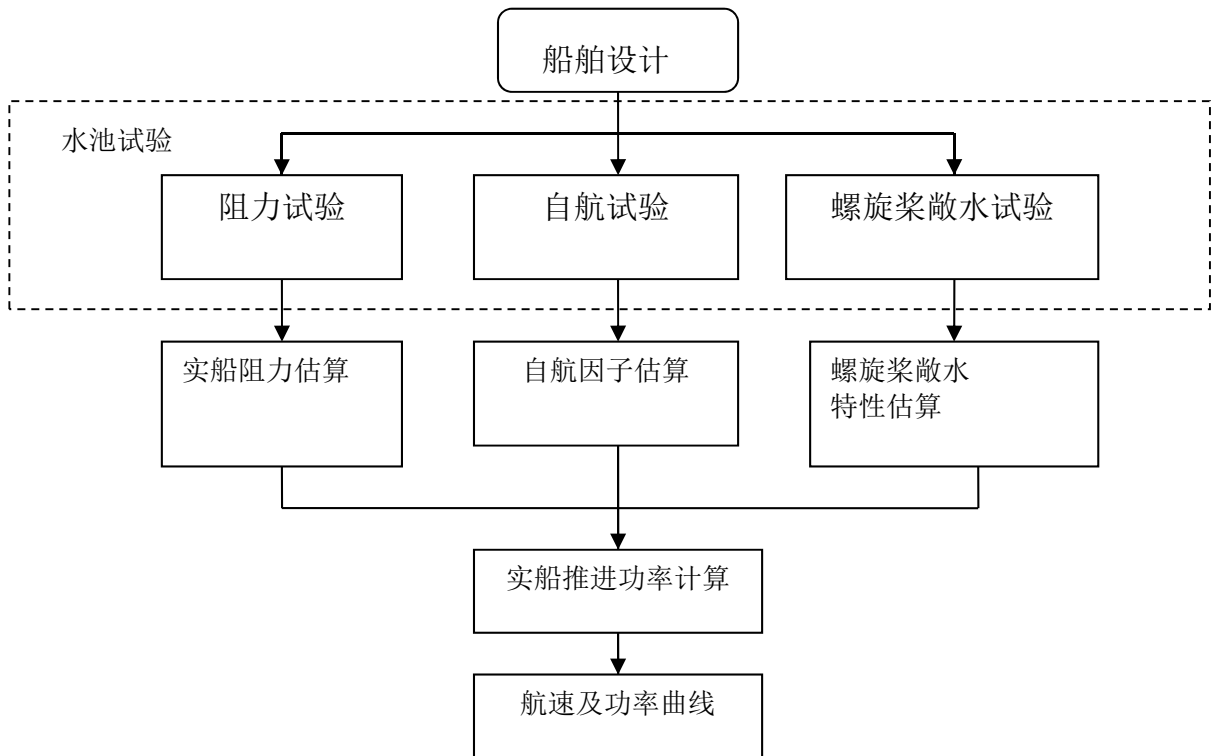 船舶设计
水池试验
阻力试验
自航试验
螺旋桨敞水试验
实船阻力估算
自航因子估算
螺旋桨敞水
特性估算
实船推进功率计算
航速及功率曲线